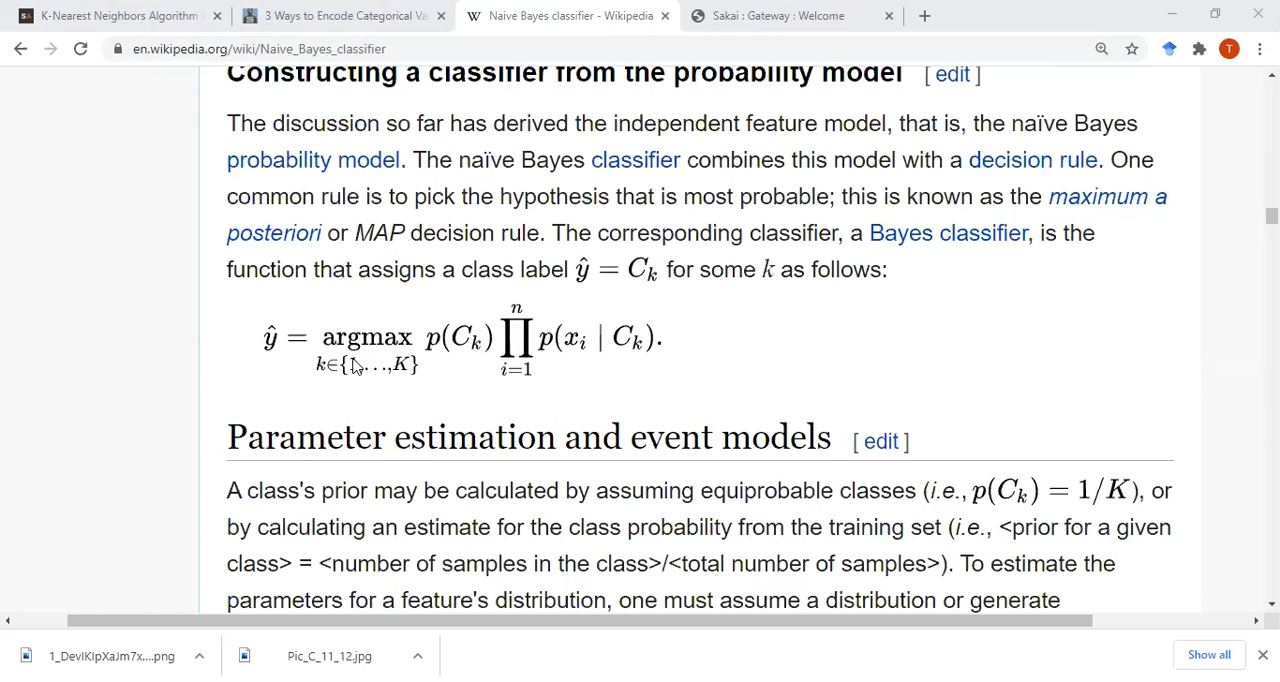 K-Nearest Neighbors Algorithm
3 Ways to Encode Categorical Va
Naive Bayes classifier - Wikipedia
Sakai : Gateway : Welcome
en.wikipedia.org/wiki/Naive_Bayes_classifier
T
Constructing a classifier from the probability model [ edit ]
The discussion so far has derived the independent feature model, that is, the naïve Bayes
probability model. The naïve Bayes classifier combines this model with a decision rule. One
common rule is to pick the hypothesis that is most probable; this is known as the maximum a
posteriori or MAP decision rule. The corresponding classifier, a Bayes classifier, is the
function that assigns a class label ŷ = C_k for some k as follows:
ŷ = argmax_{k∈{1,…,K}} p(C_k) ∏_{i=1}^{n} p(x_i | C_k).
Parameter estimation and event models [ edit ]
A class's prior may be calculated by assuming equiprobable classes (i.e., p(C_k) = 1/K), or
by calculating an estimate for the class probability from the training set (i.e., <prior for a given
class> = <number of samples in the class>/<total number of samples>). To estimate the
parameters for a feature's distribution, one must assume a distribution or generate
Pic_C_11_12.jpg
Show all